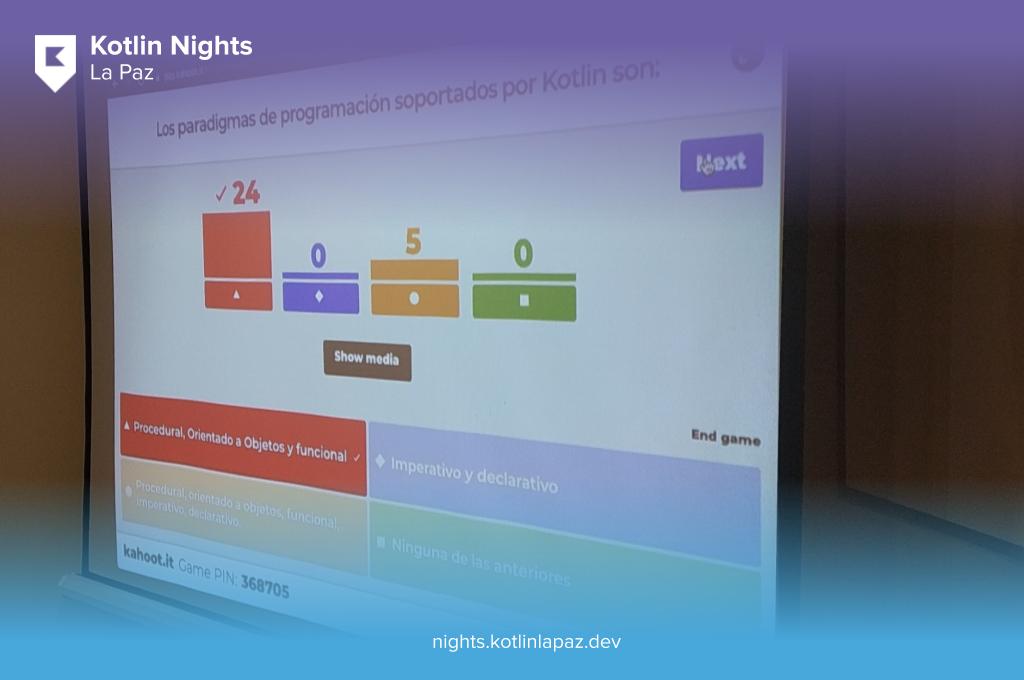 Kotlin Nights
La Paz
Los paradigmas de programación soportados por Kotlin son:
Next
✓ 24
0
5
0
Show media
End game
Procedural, Orientado a Objetos y funcional ✓
Imperativo y declarativo
Procedural, orientado a objetos, funcional,
imperativo, declarativo.
Ninguna de las anteriores
kahoot.it Game PIN: 368705
nights.kotlinlapaz.dev